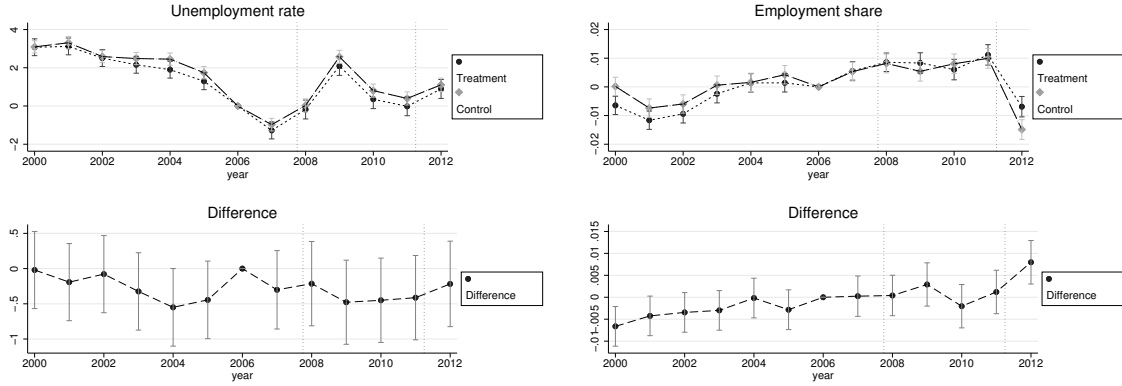 Unemployment rate
4
2
0
−2
2000 2002 2004 2006 2008 2010 2012
year
Treatment
Control
Employment share
.02
.01
0
−.01
−.02
2000 2002 2004 2006 2008 2010 2012
year
Treatment
Control
Difference
.5
0
−.5
−1
2000 2002 2004 2006 2008 2010 2012
year
Difference
Difference
.015
.01
.005
0
−.005
−.01
2000 2002 2004 2006 2008 2010 2012
year
Difference